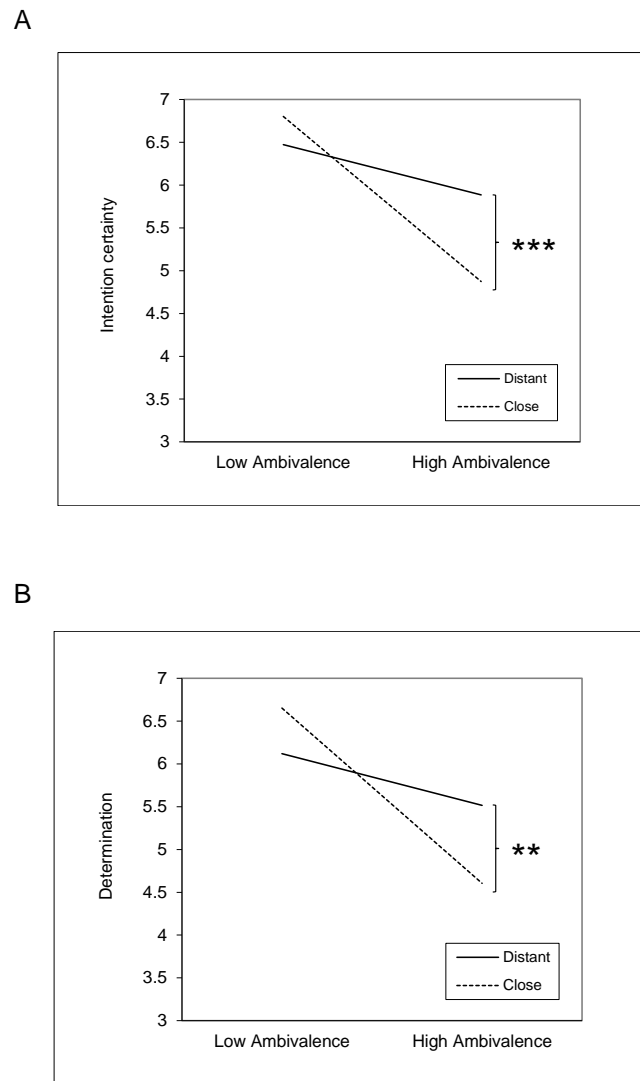 A
7
6.5
6
5.5
5
4.5
4
3.5
3
Intention certainty
***
Distant
Close
Low Ambivalence
High Ambivalence
B
7
6.5
6
5.5
5
4.5
4
3.5
3
Determination
**
Distant
Close
Low Ambivalence
High Ambivalence